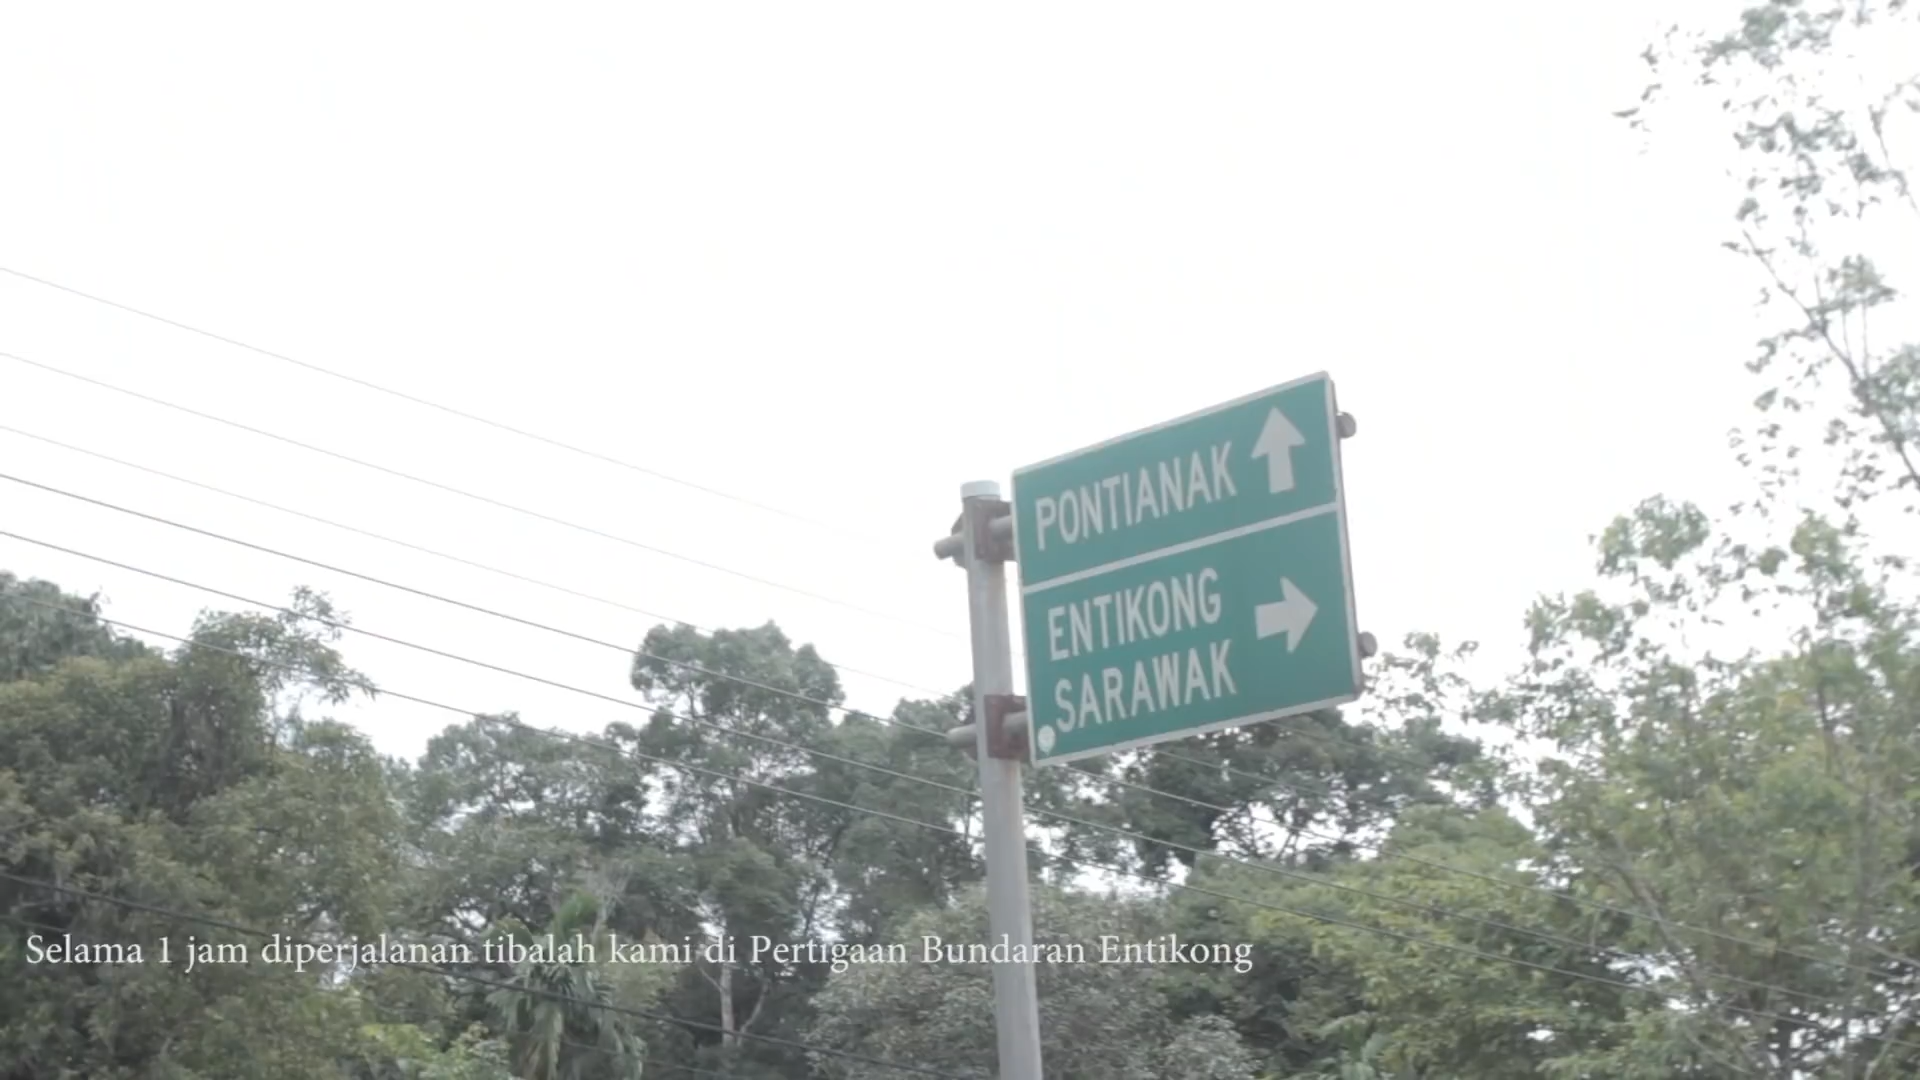 PONTIANAK
ENTIKONG
SARAWAK
Selama 1 jam diperjalanan tibalah kami di Pertigaan Bundaran Entikong